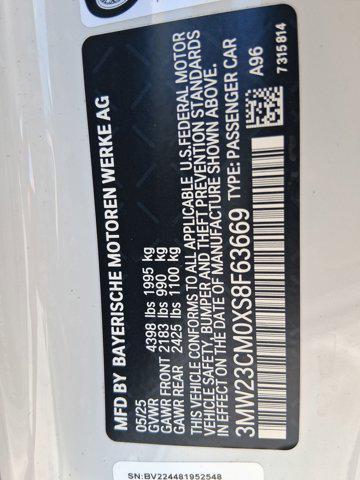 MFD BY BAYERISCHE MOTOREN WERKE AG
05/25
GVWR 4398 lbs 1995 kg
GAWR FRONT 2183 lbs 990 kg
GAWR REAR 2425 lbs 1100 kg
THIS VEHICLE CONFORMS TO ALL APPLICABLE U.S.FEDERAL MOTOR
VEHICLE SAFETY, BUMPER AND THEFT PREVENTION STANDARDS
IN EFFECT ON THE DATE OF MANUFACTURE SHOWN ABOVE.
3MW23CM0XS8F63669 TYPE: PASSENGER CAR
A96
7315814
SN:BV224481952548